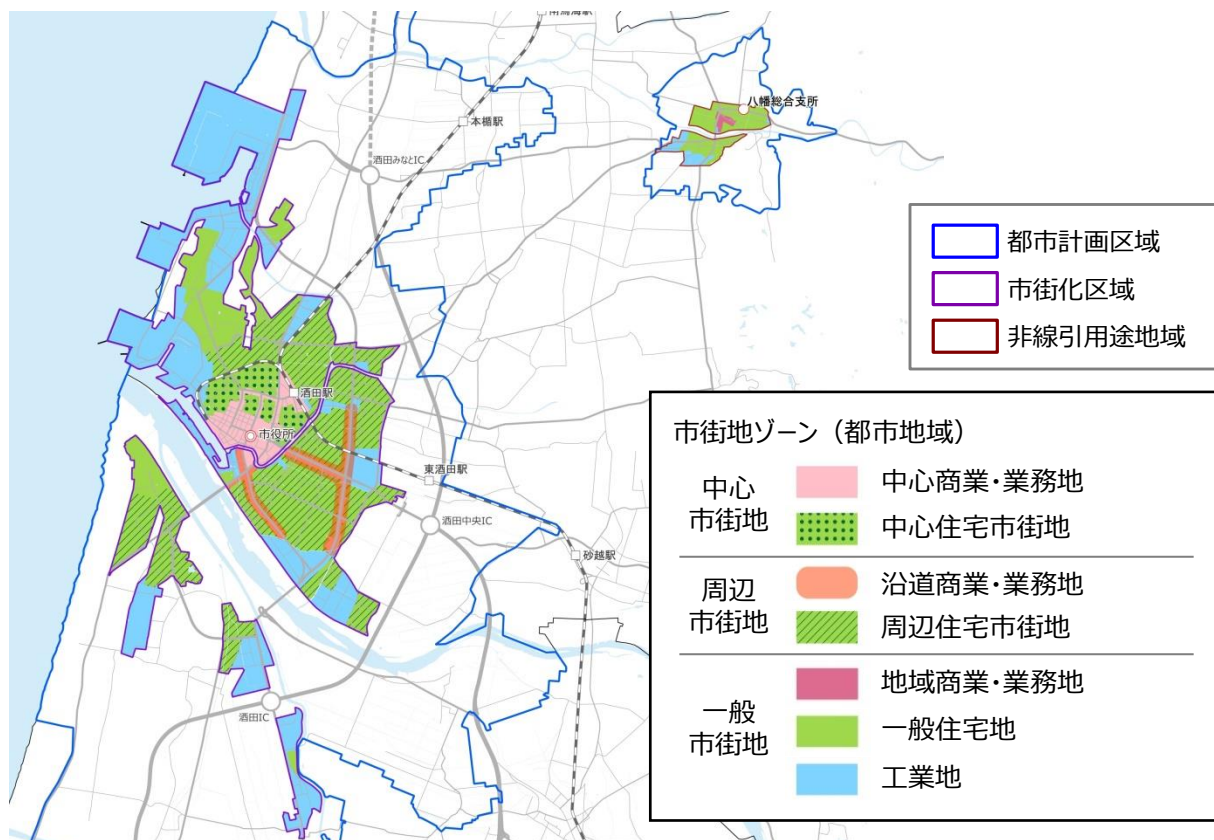 南鳥海駅
八幡総合支所
本楯駅
酒田みなとIC
酒田駅
市役所
東酒田駅
酒田中央IC
砂越駅
酒田IC
都市計画区域
市街化区域
非線引用途地域
市街地ゾーン（都市地域）
中心
市街地
中心商業・業務地
中心住宅市街地
周辺
市街地
沿道商業・業務地
周辺住宅市街地
一般
市街地
地域商業・業務地
一般住宅地
工業地